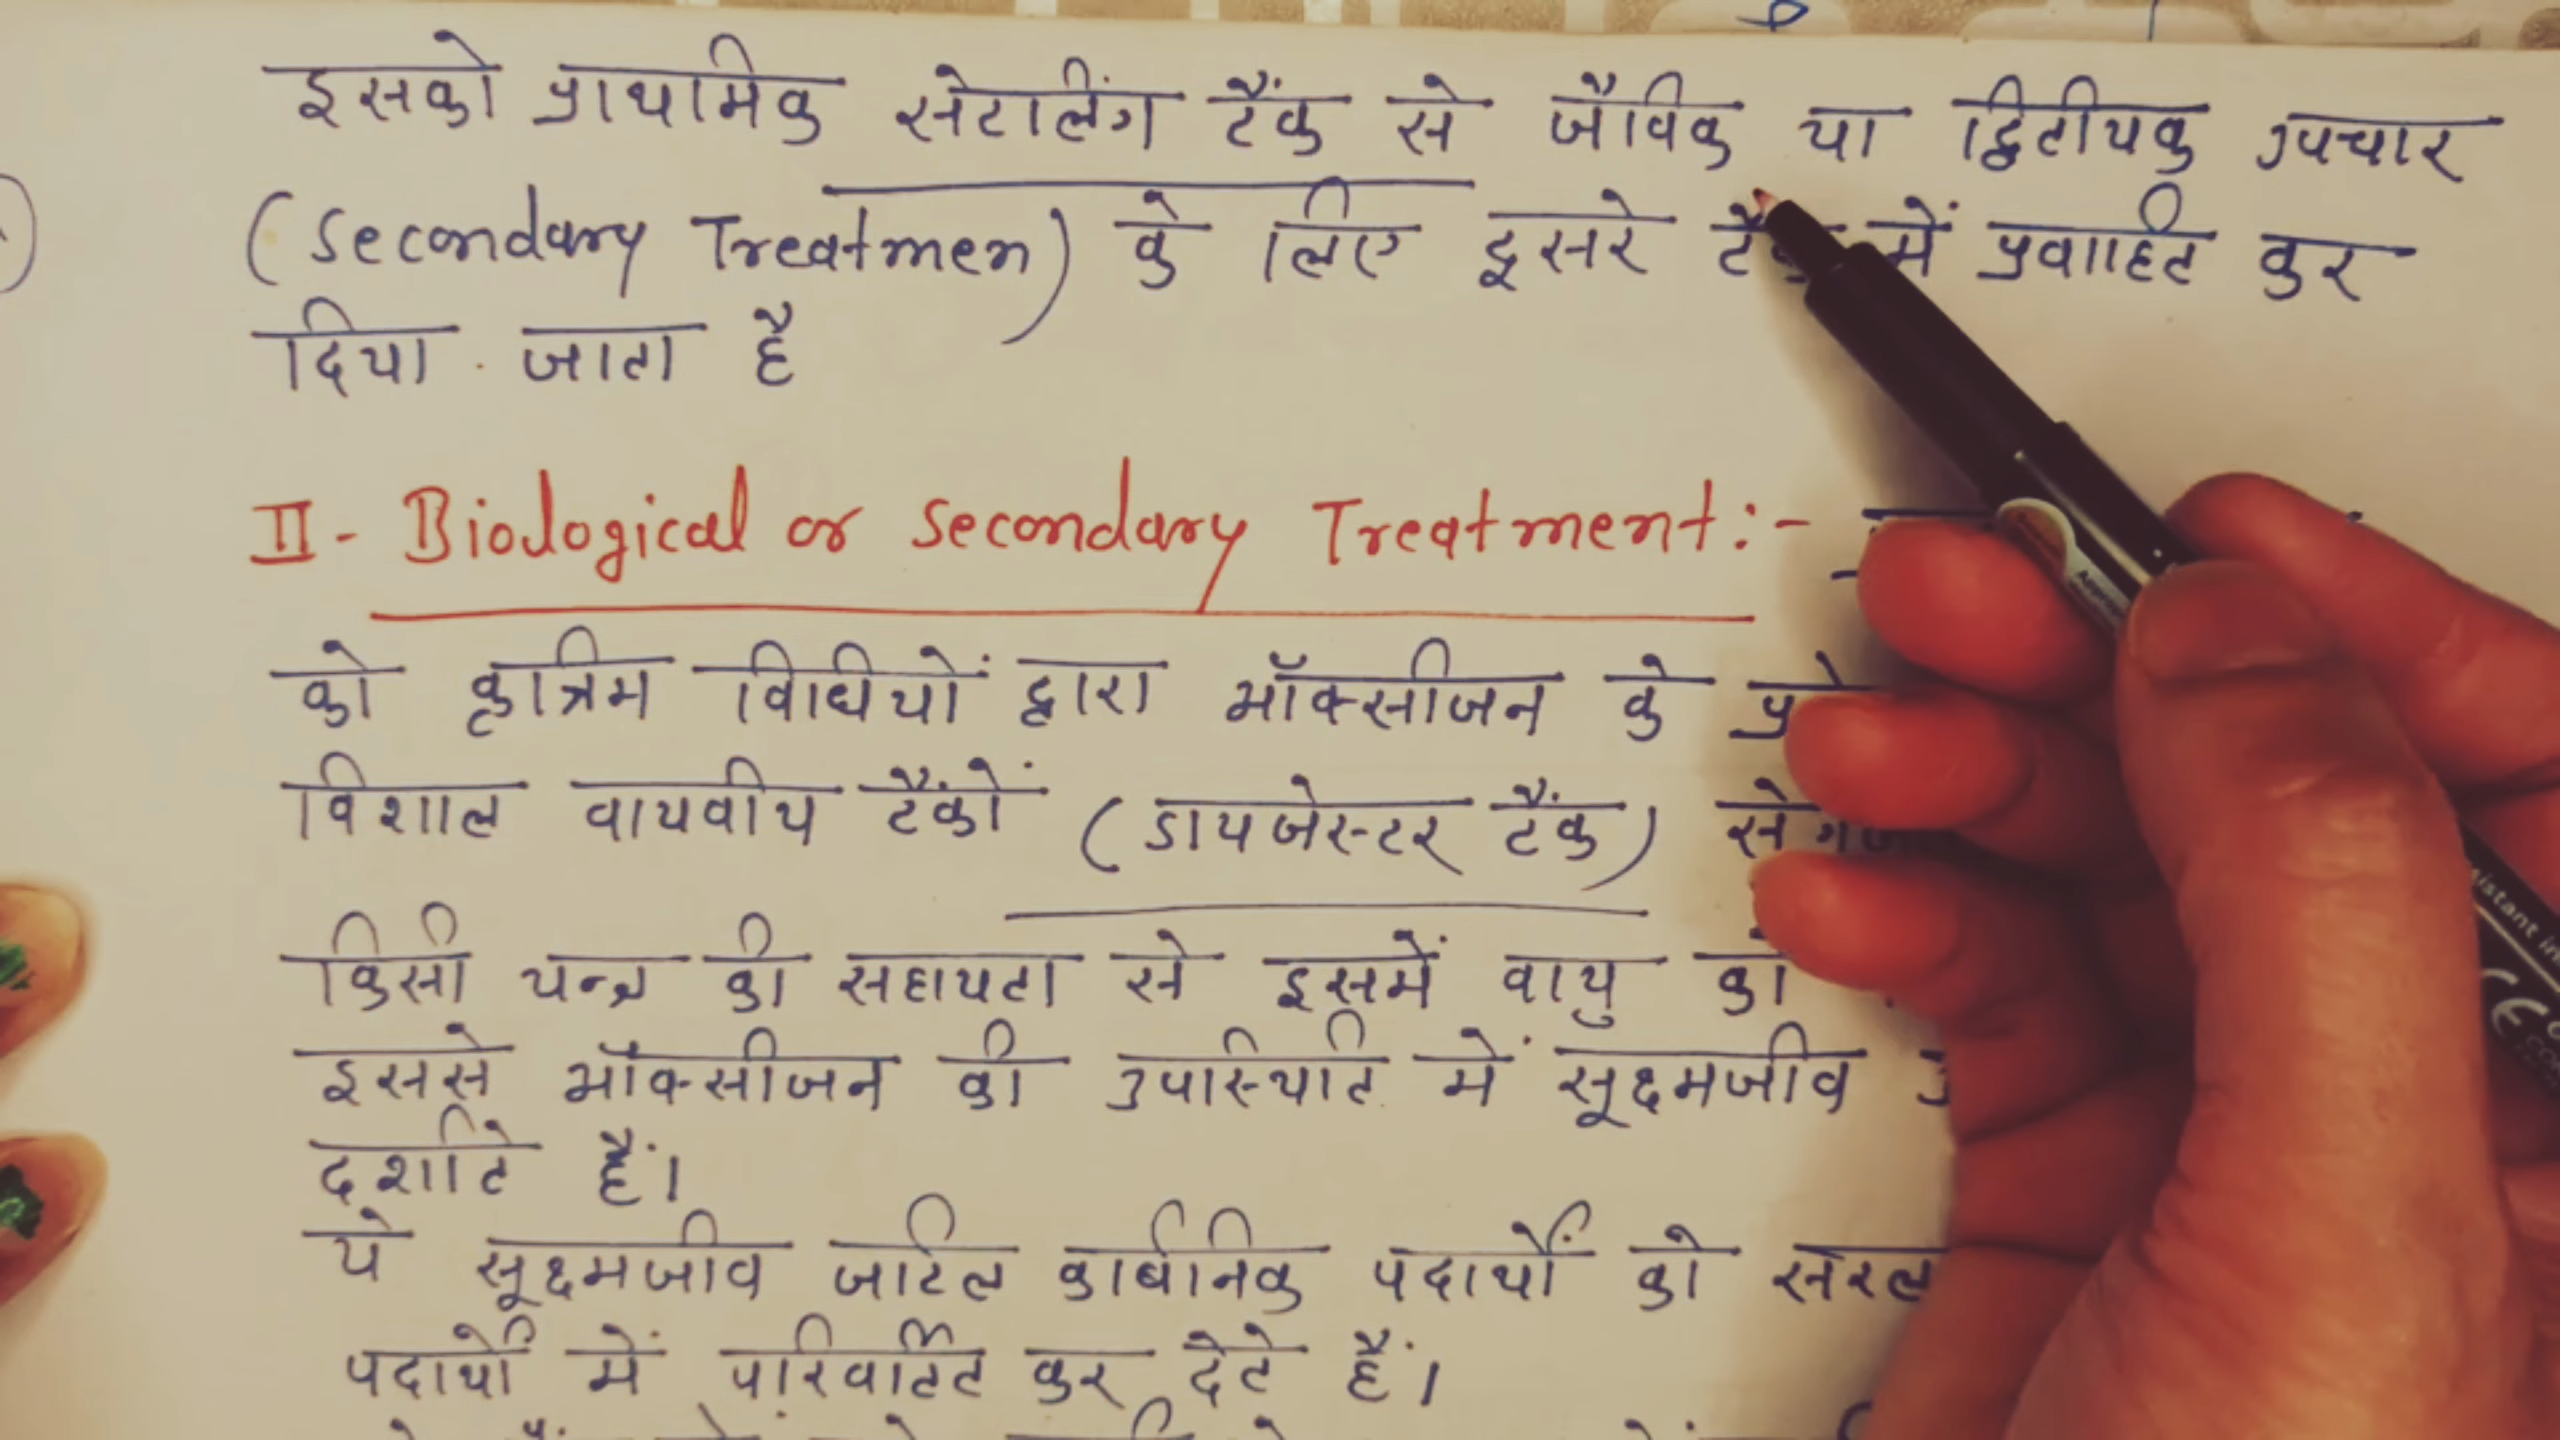 इसको प्राथमिक सेटलिंग टैंक से जैविक या द्वितीयक उपचार
(Secondary Treatmen) के लिए दूसरे टैंक में प्रवाहित कर
दिया जाता है
II- Biological or Secondary Treatment:-
को कृत्रिम विधियों द्वारा ऑक्सीजन के
विशाल वायवीय टैंकों (डायजेस्टर टैंक) से
किसी यन्त्र की सहायता से इसमें वायु को
इससे ऑक्सीजन की उपस्थिति में सूक्ष्मजीव
दर्शाते हैं।
ये सूक्ष्मजीव जटिल कार्बनिक पदार्थों को सरल
पदार्थों में परिवर्तित कर देते हैं।